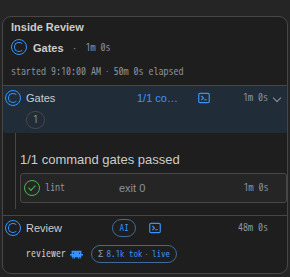 Inside Review
Gates · 1m 0s
started 9:10:00 AM · 50m 0s elapsed
Gates 1/1 co… 1m 0s
1
1/1 command gates passed
lint exit 0 1m 0s
Review AI 48m 0s
reviewer Σ 8.1k tok · live